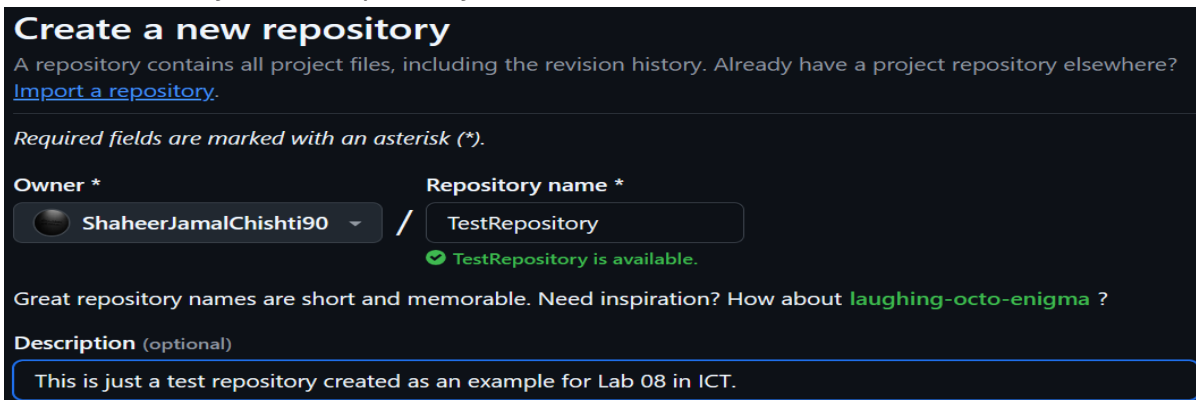 Create a new repository
A repository contains all project files, including the revision history. Already have a project repository elsewhere?
Import a repository.
Required fields are marked with an asterisk (*).
Owner * Repository name *
ShaheerJamalChishti90 / TestRepository
TestRepository is available.
Great repository names are short and memorable. Need inspiration? How about laughing-octo-enigma ?
Description (optional)
This is just a test repository created as an example for Lab 08 in ICT.